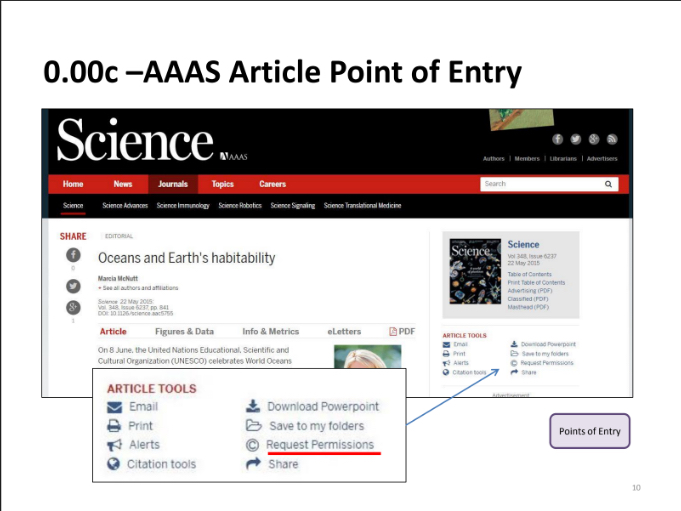 0.00c –AAAS Article Point of Entry
Science
AAAS
Authors | Members | Librarians | Advertisers
Home News Journals Topics Careers
Search
Science Science Advances Science Immunology Science Robotics Science Signaling Science Translational Medicine
SHARE
0
1
EDITORIAL
Oceans and Earth's habitability
Marcia McNutt
+ See all authors and affiliations
Science 22 May 2015:
Vol. 348, Issue 6237, pp. 841
DOI: 10.1126/science.aac5765
Article Figures & Data Info & Metrics eLetters PDF
On 8 June, the United Nations Educational, Scientific and
Cultural Organization (UNESCO) celebrates World Oceans
Science
Science
Vol 348, Issue 6237
22 May 2015
Table of Contents
Print Table of Contents
Advertising (PDF)
Classified (PDF)
Masthead (PDF)
ARTICLE TOOLS
Email Download Powerpoint
Print Save to my folders
Alerts Request Permissions
Citation tools Share
Advertisement
ARTICLE TOOLS
Email Download Powerpoint
Print Save to my folders
Alerts © Request Permissions
Citation tools Share
Points of Entry
10